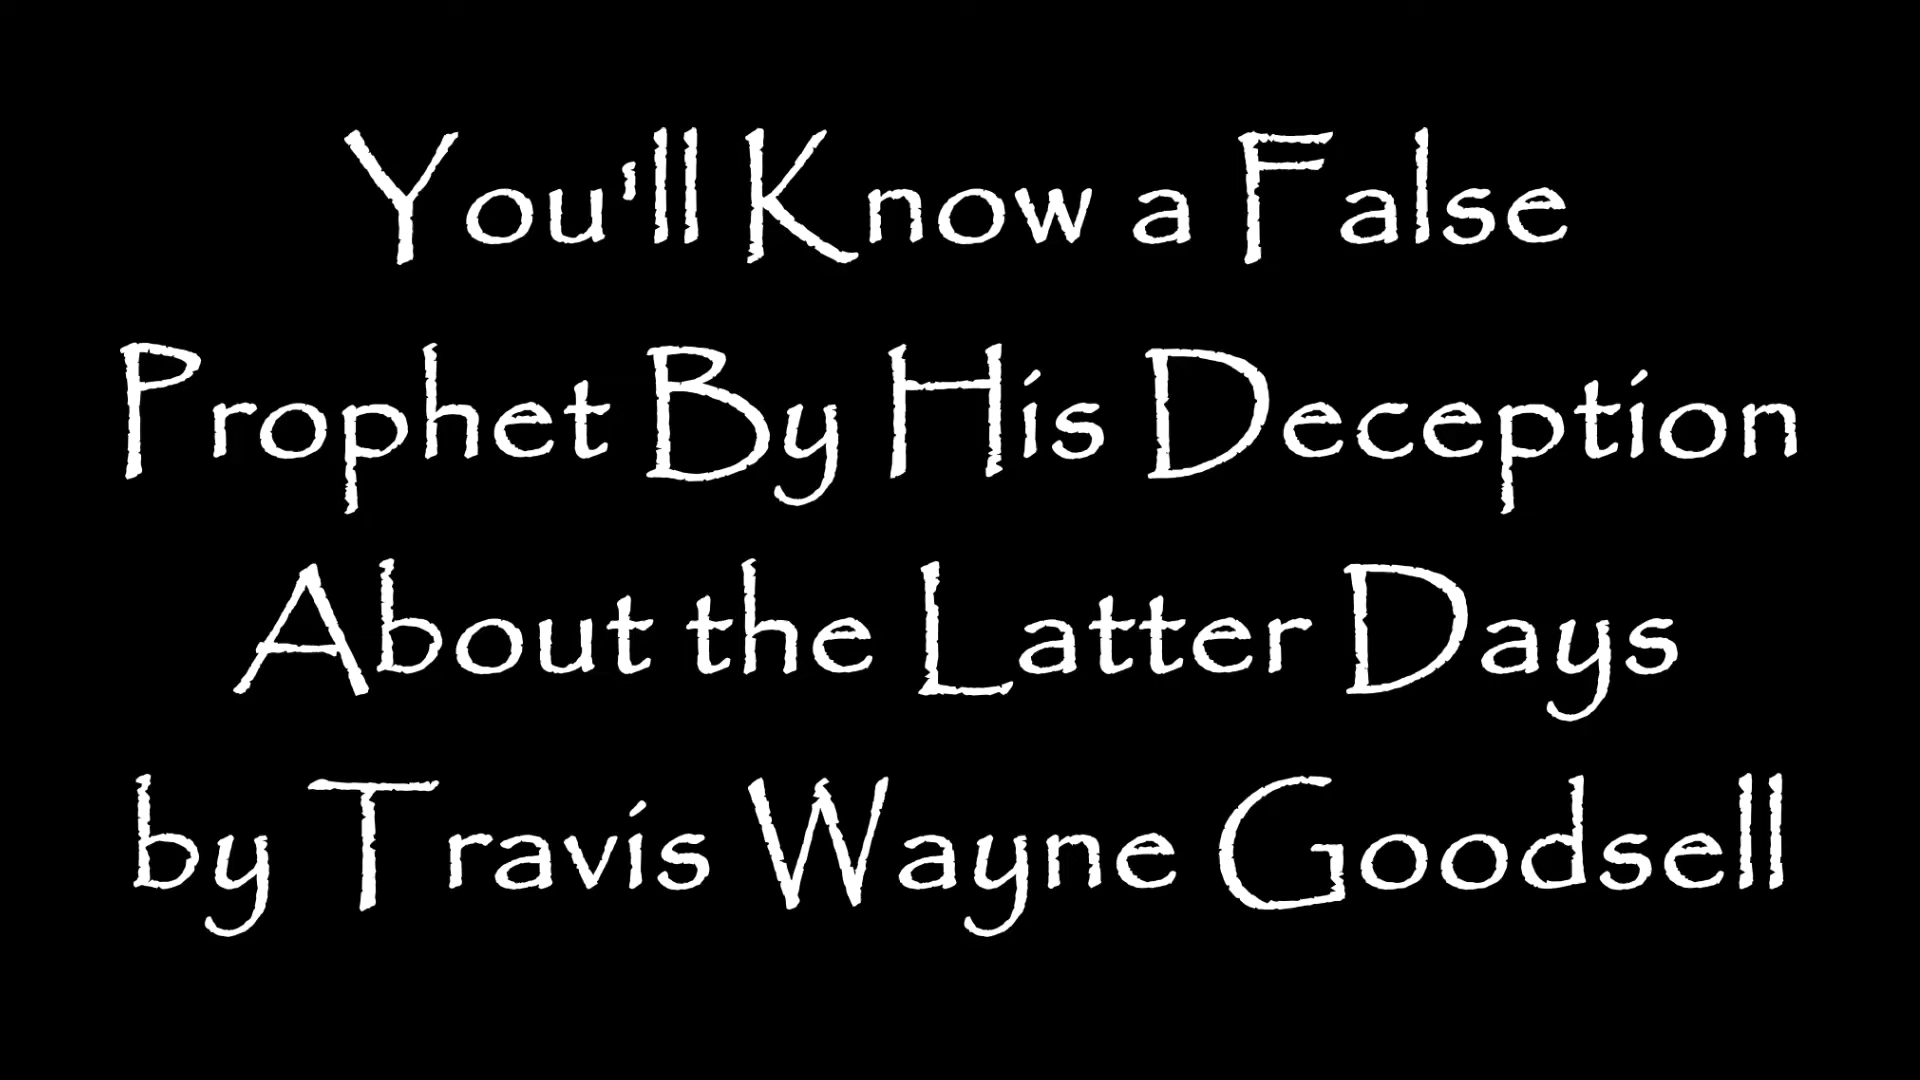 You'll Know a False
Prophet By His Deception
About the Latter Days
by Travis Wayne Goodsell